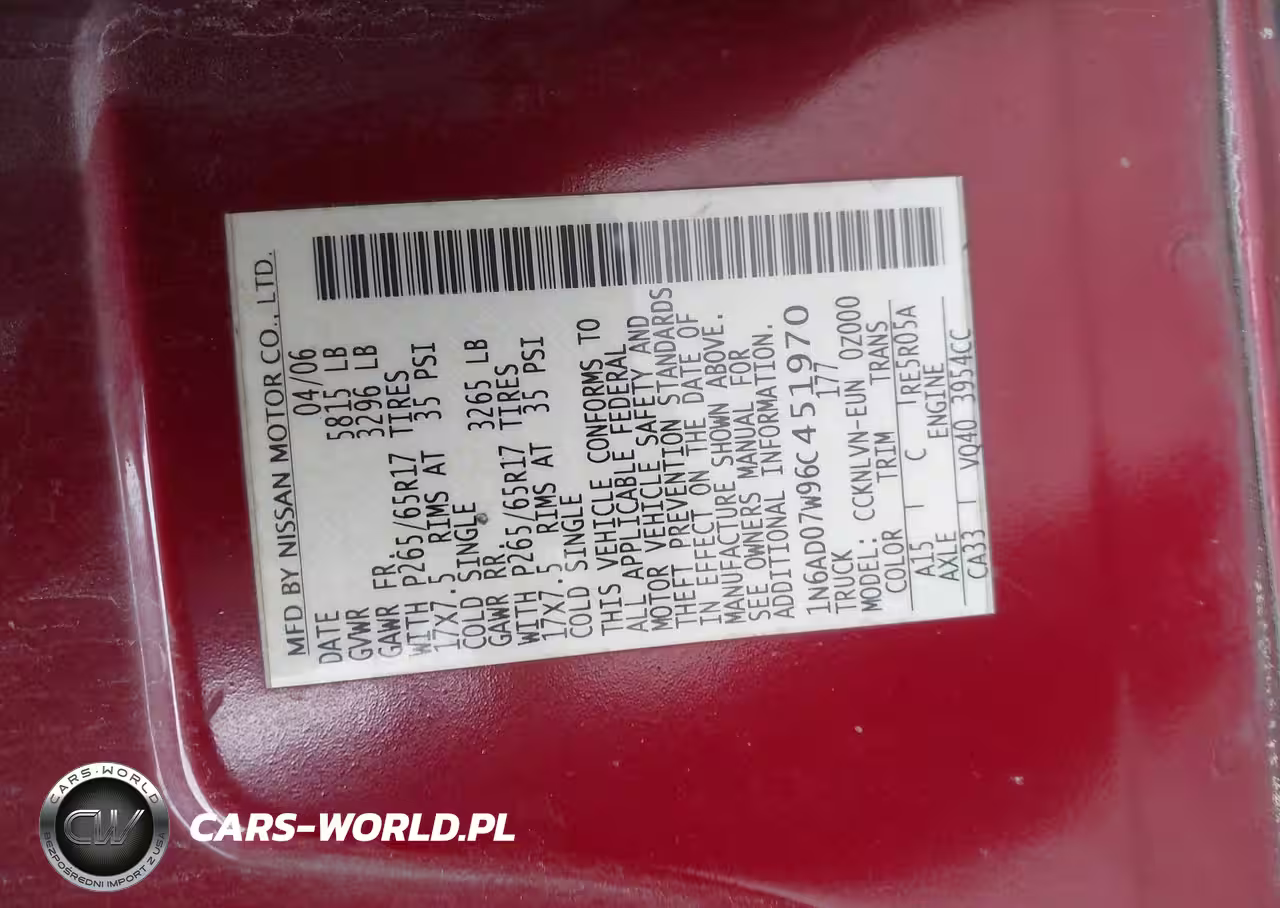 MFD BY NISSAN MOTOR CO., LTD.
DATE 04/06
GVWR 5815 LB
GAWR FR. 3296 LB
WITH P265/65R17 TIRES
17X7.5 RIMS AT 35 PSI
COLD SINGLE
GAWR RR. 3265 LB
WITH P265/65R17 TIRES
17X7.5 RIMS AT 35 PSI
COLD SINGLE
THIS VEHICLE CONFORMS TO
ALL APPLICABLE FEDERAL
MOTOR VEHICLE SAFETY AND
THEFT PREVENTION STANDARDS
IN EFFECT ON THE DATE OF
MANUFACTURE SHOWN ABOVE.
SEE OWNERS MANUAL FOR
ADDITIONAL INFORMATION.
1N6AD07W96C451970
TRUCK 177
MODEL: CCKNLVN-EUN 0Z000
COLOR TRIM TRANS
A15 C RE5R05A
AXLE ENGINE
CA33 VQ40 3954CC
CARS-WORLD
CW
BEZPOŚREDNI IMPORT Z USA
CARS-WORLD.PL